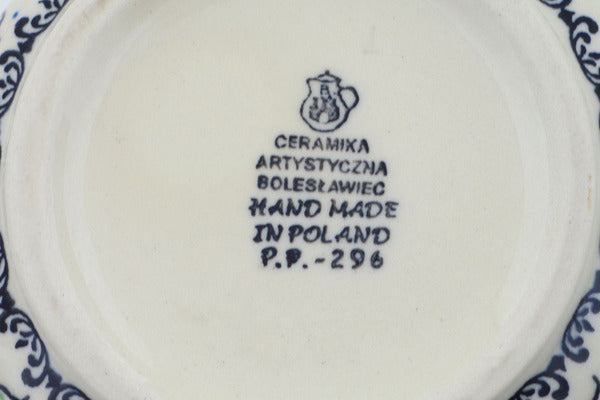 CERAMIKA
ARTYSTYCZNA
BOLESŁAWIEC
HAND MADE
IN POLAND
P.P.-296